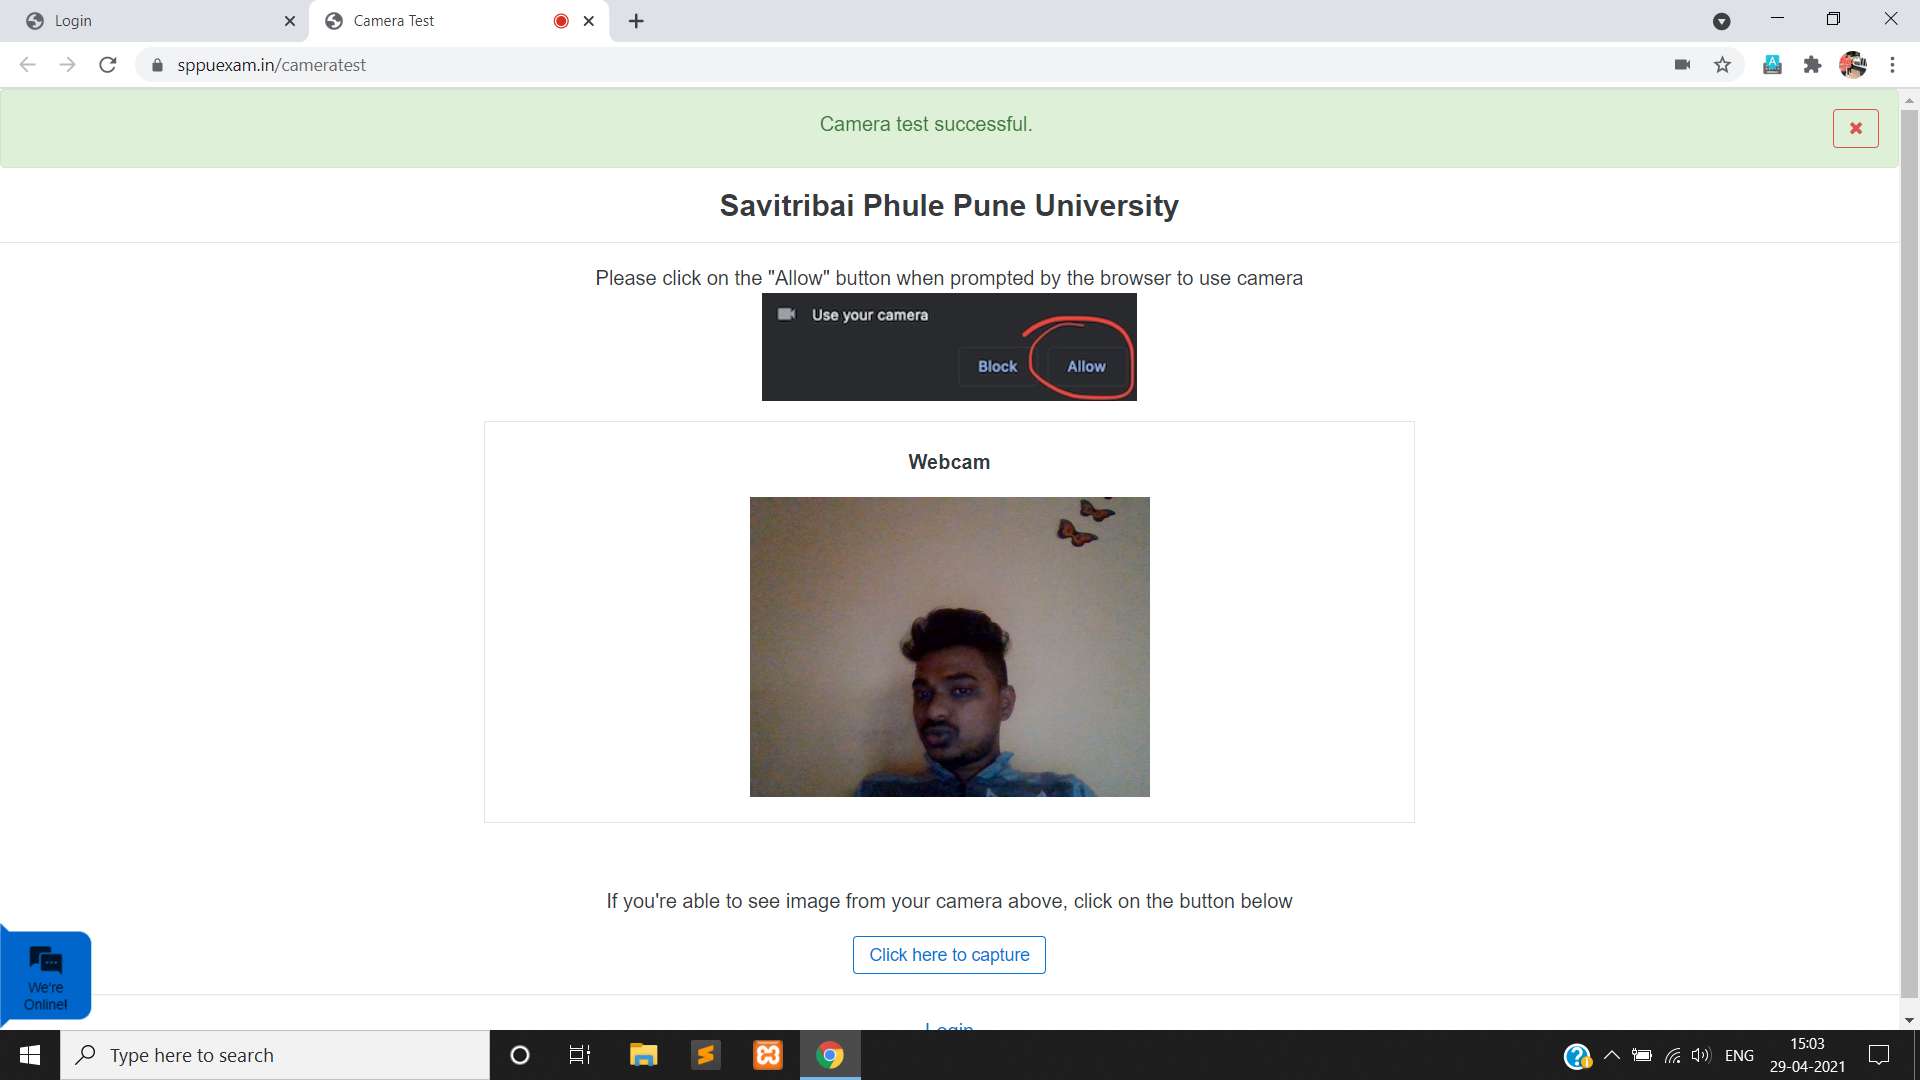 Login
Camera Test
sppuexam.in/cameratest
Camera test successful.
Savitribai Phule Pune University
Please click on the "Allow" button when prompted by the browser to use camera
Use your camera
Block
Allow
Webcam
If you're able to see image from your camera above, click on the button below
Click here to capture
We're
Online!
Login
Type here to search
ENG
15:03
29-04-2021